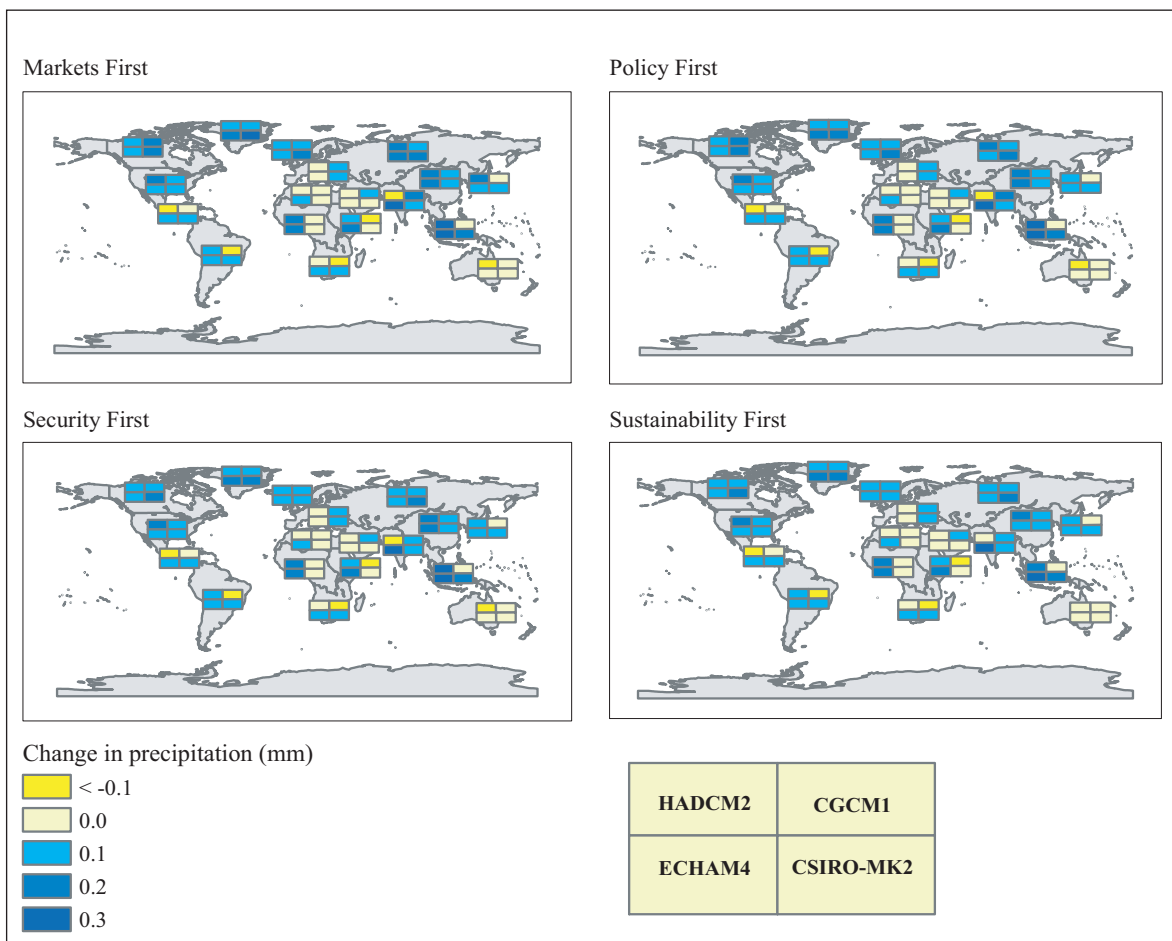 Markets First
Policy First
Security First
Sustainability First
Change in precipitation (mm)
< -0.1
0.0
0.1
0.2
0.3
HADCM2
CGCM1
ECHAM4
CSIRO-MK2